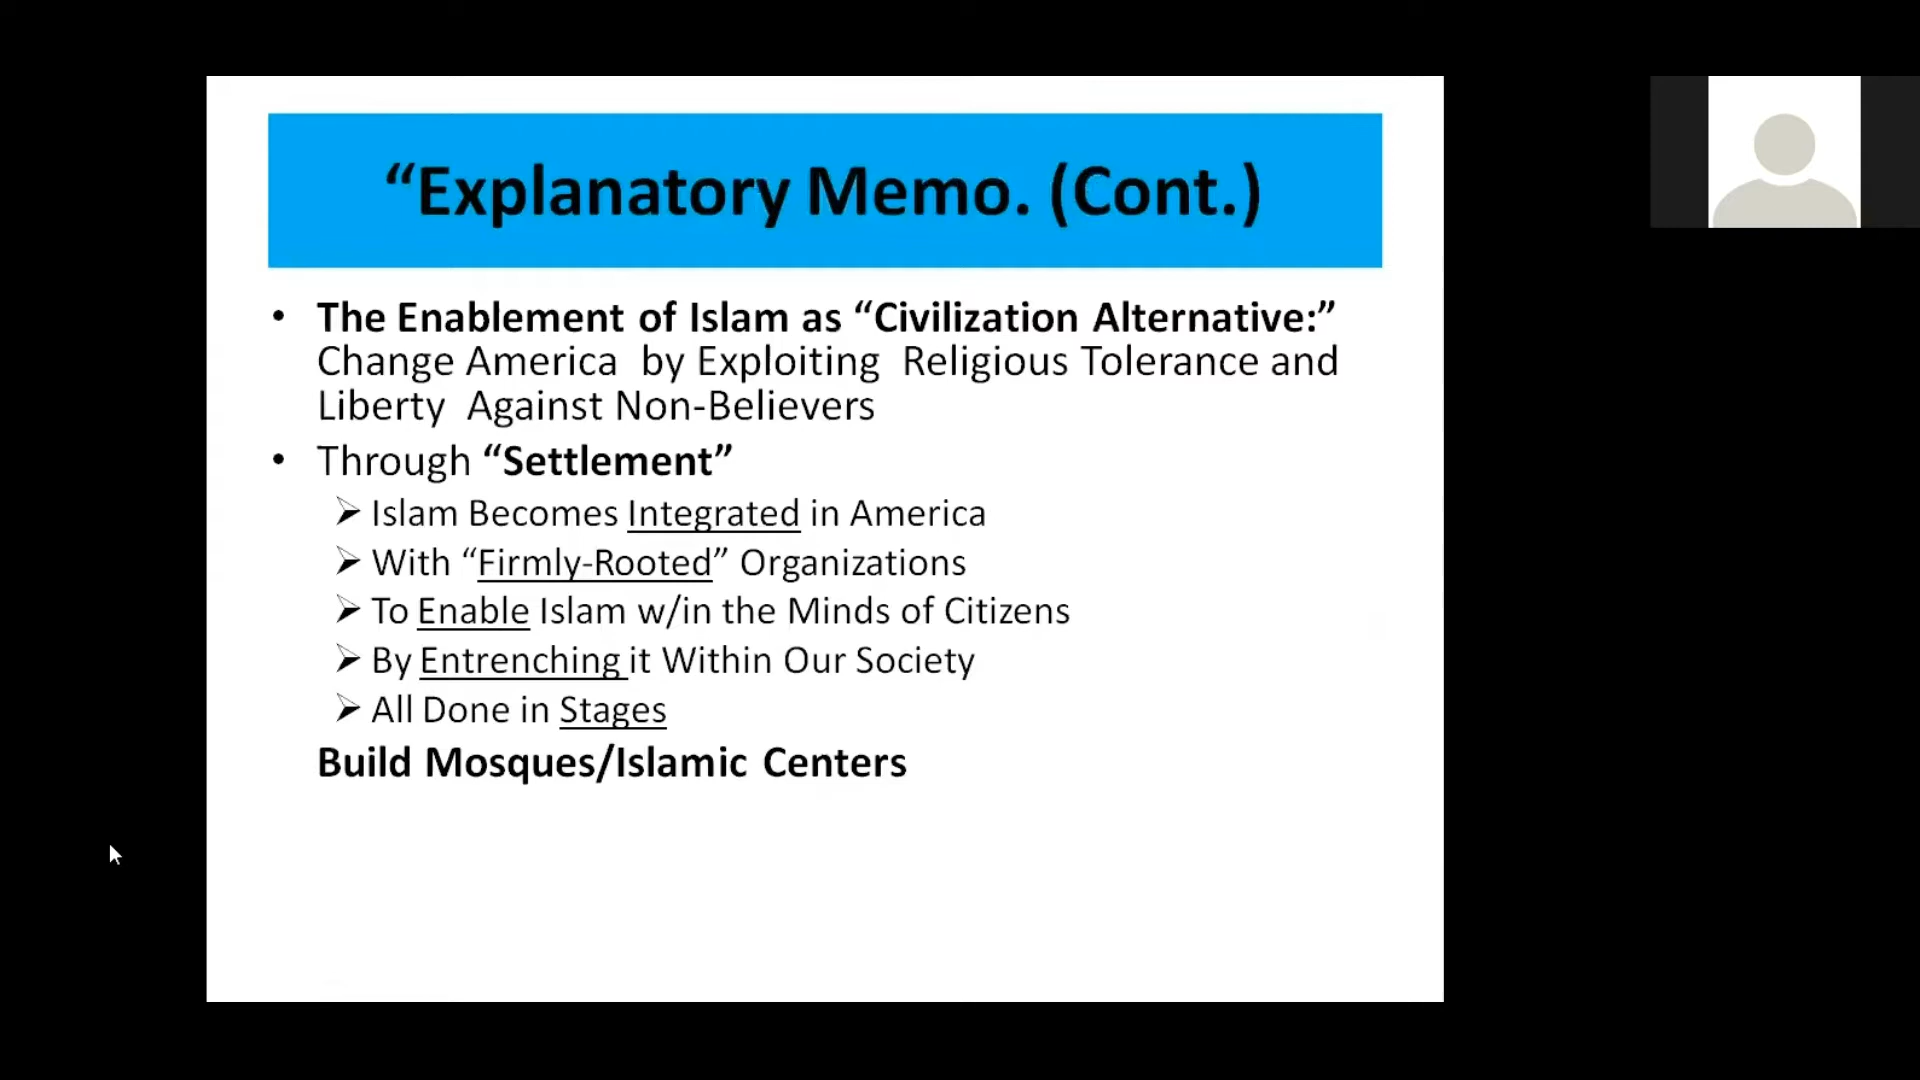 “Explanatory Memo. (Cont.)
• The Enablement of Islam as “Civilization Alternative:”
Change America by Exploiting Religious Tolerance and
Liberty Against Non-Believers
• Through “Settlement”
➢ Islam Becomes Integrated in America
➢ With “Firmly-Rooted” Organizations
➢ To Enable Islam w/in the Minds of Citizens
➢ By Entrenching it Within Our Society
➢ All Done in Stages
Build Mosques/Islamic Centers